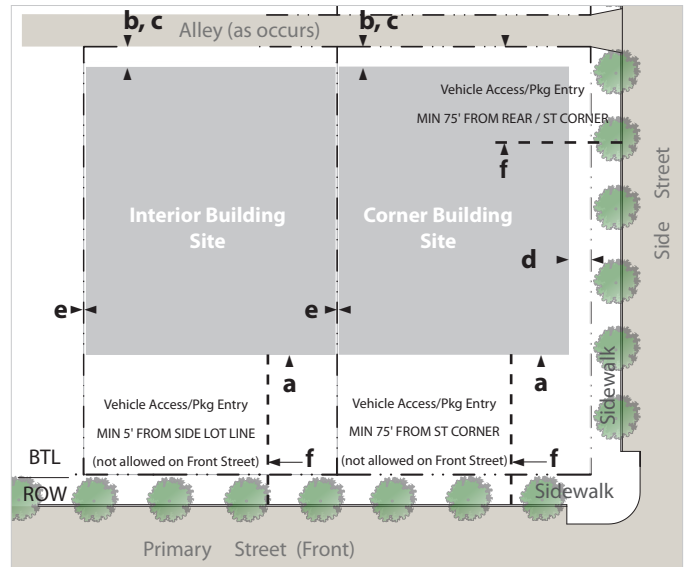 b, c
b, c
Alley (as occurs)
Vehicle Access/Pkg Entry
MIN 75' FROM REAR / ST CORNER
f
Interior Building
Site
Corner Building
Site
Side Street
d
e
e
a
a
Sidewalk
Vehicle Access/Pkg Entry
MIN 5' FROM SIDE LOT LINE
(not allowed on Front Street)
f
Vehicle Access/Pkg Entry
MIN 75' FROM ST CORNER
(not allowed on Front Street)
f
BTL
ROW
Sidewalk
Primary Street (Front)